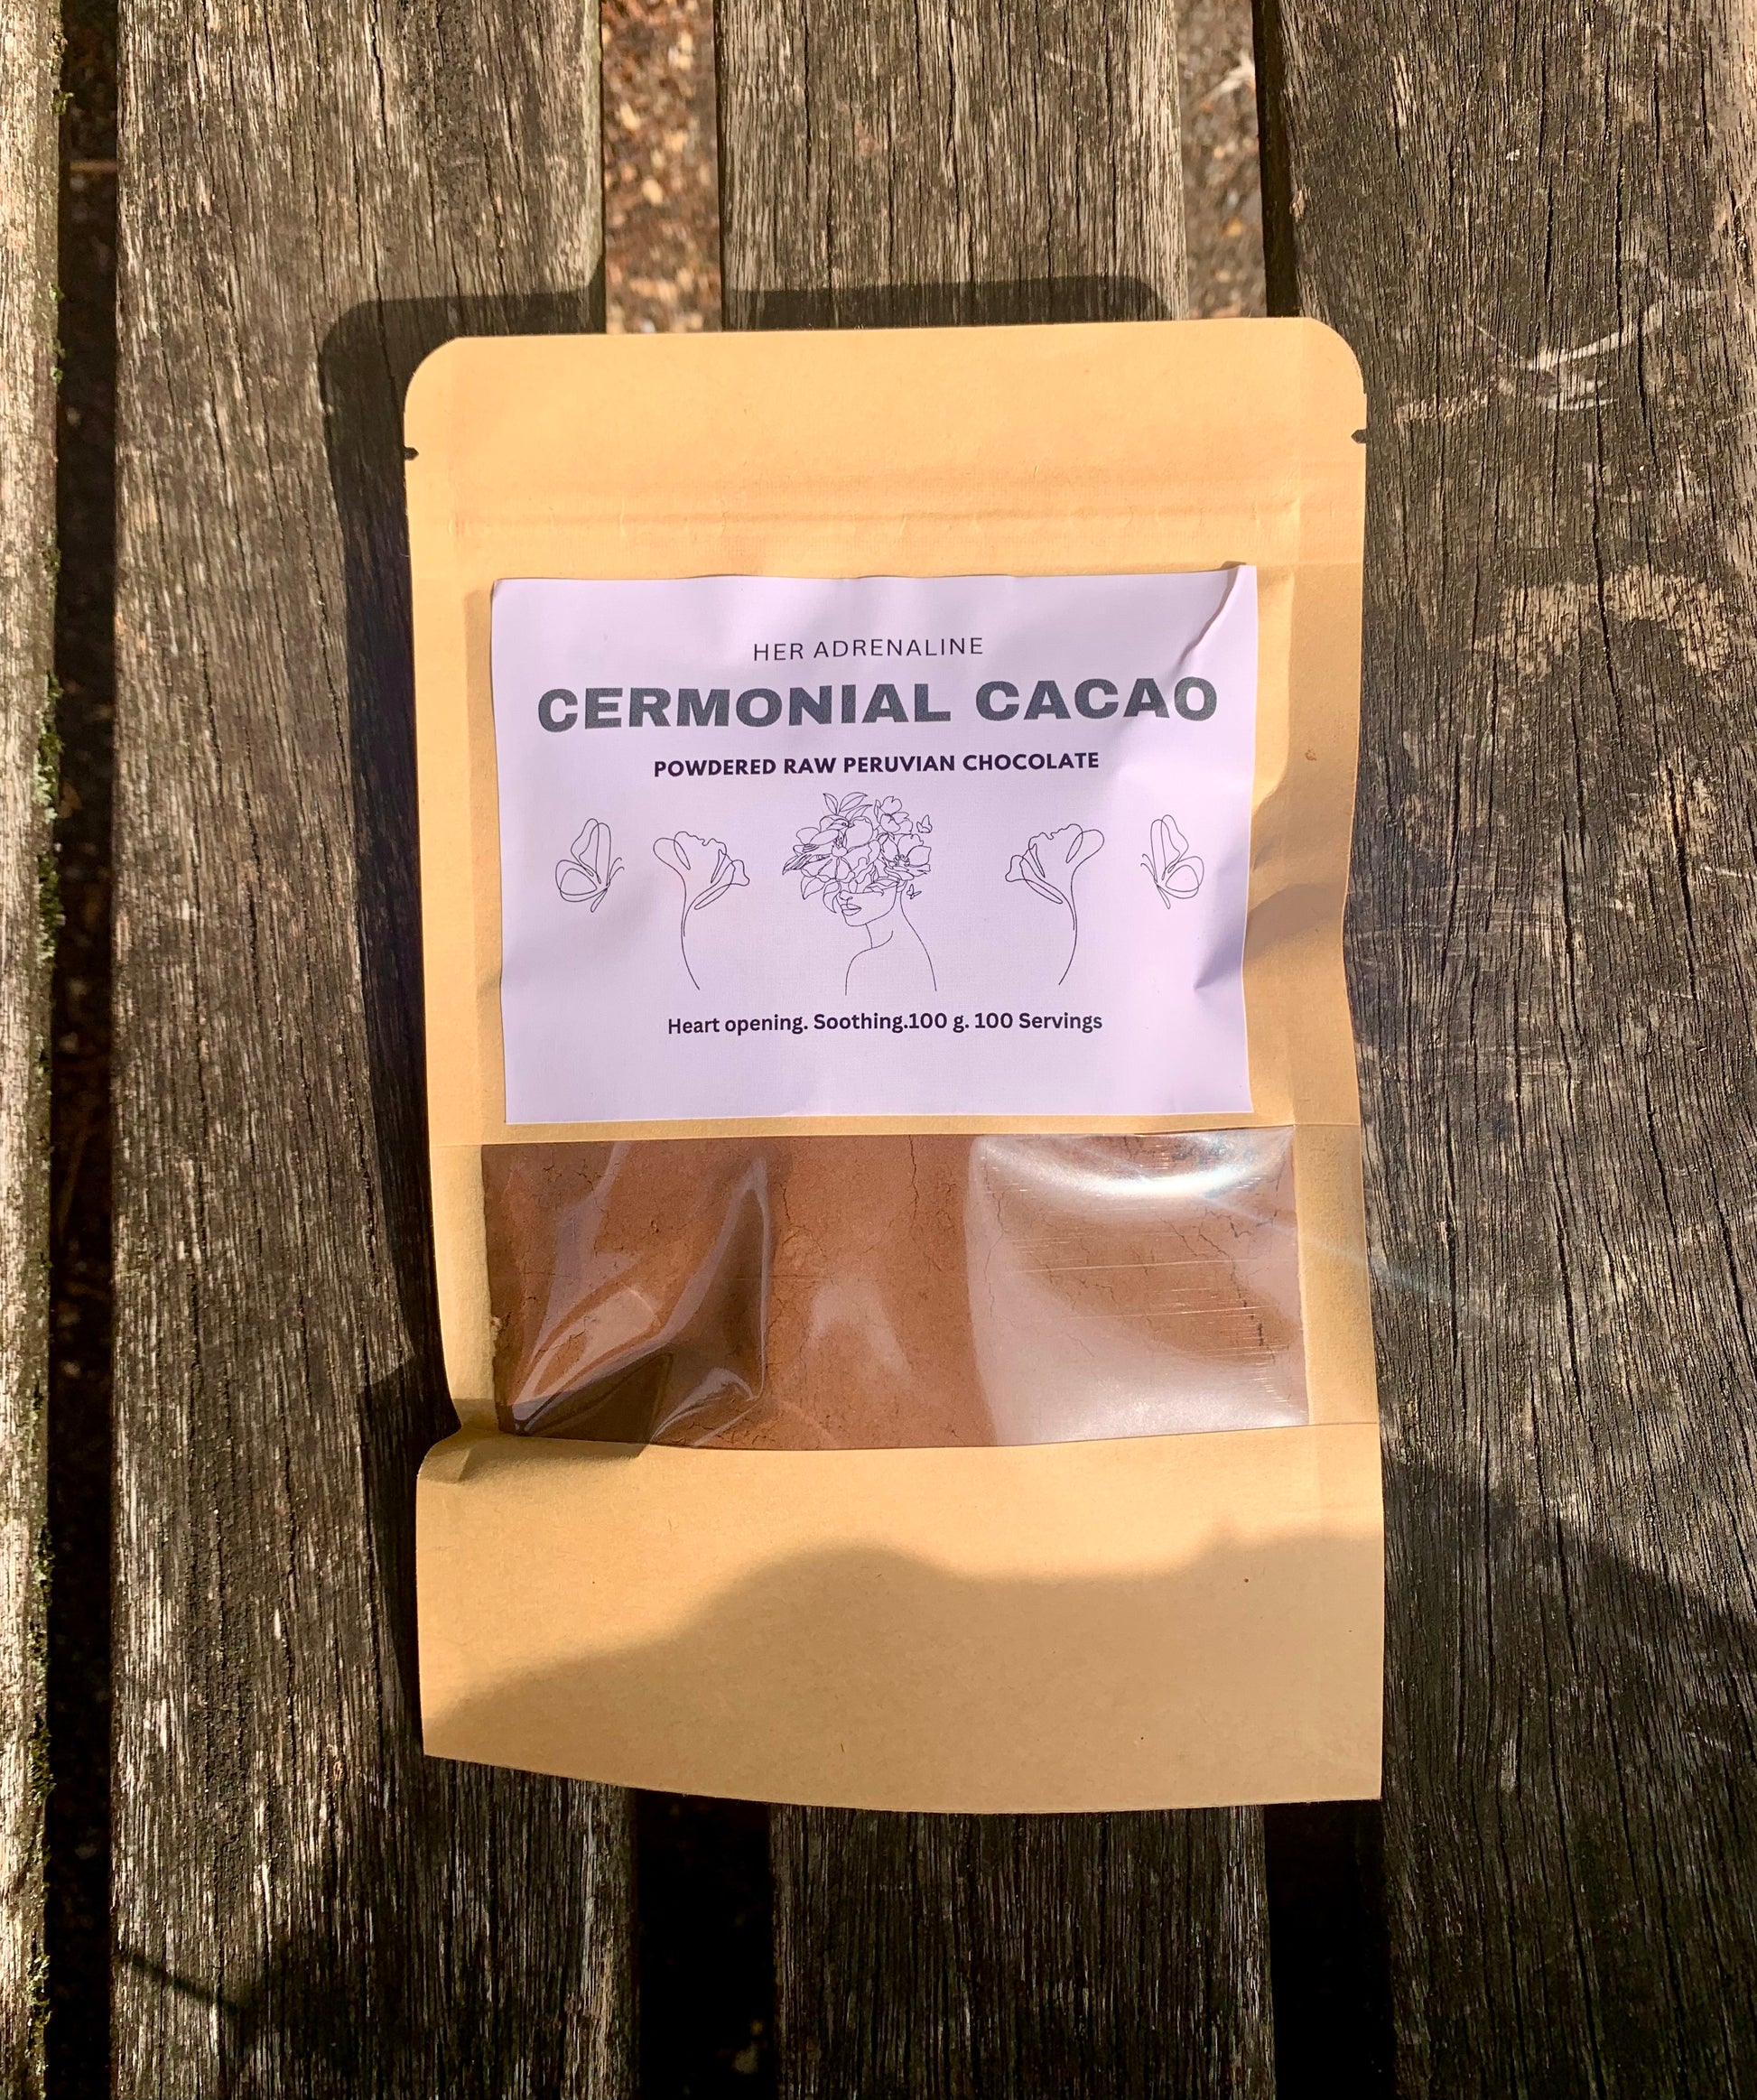 HER ADRENALINE
CERMONIAL CACAO
POWDERED RAW PERUVIAN CHOCOLATE
Heart opening. Soothing.100 g. 100 Servings